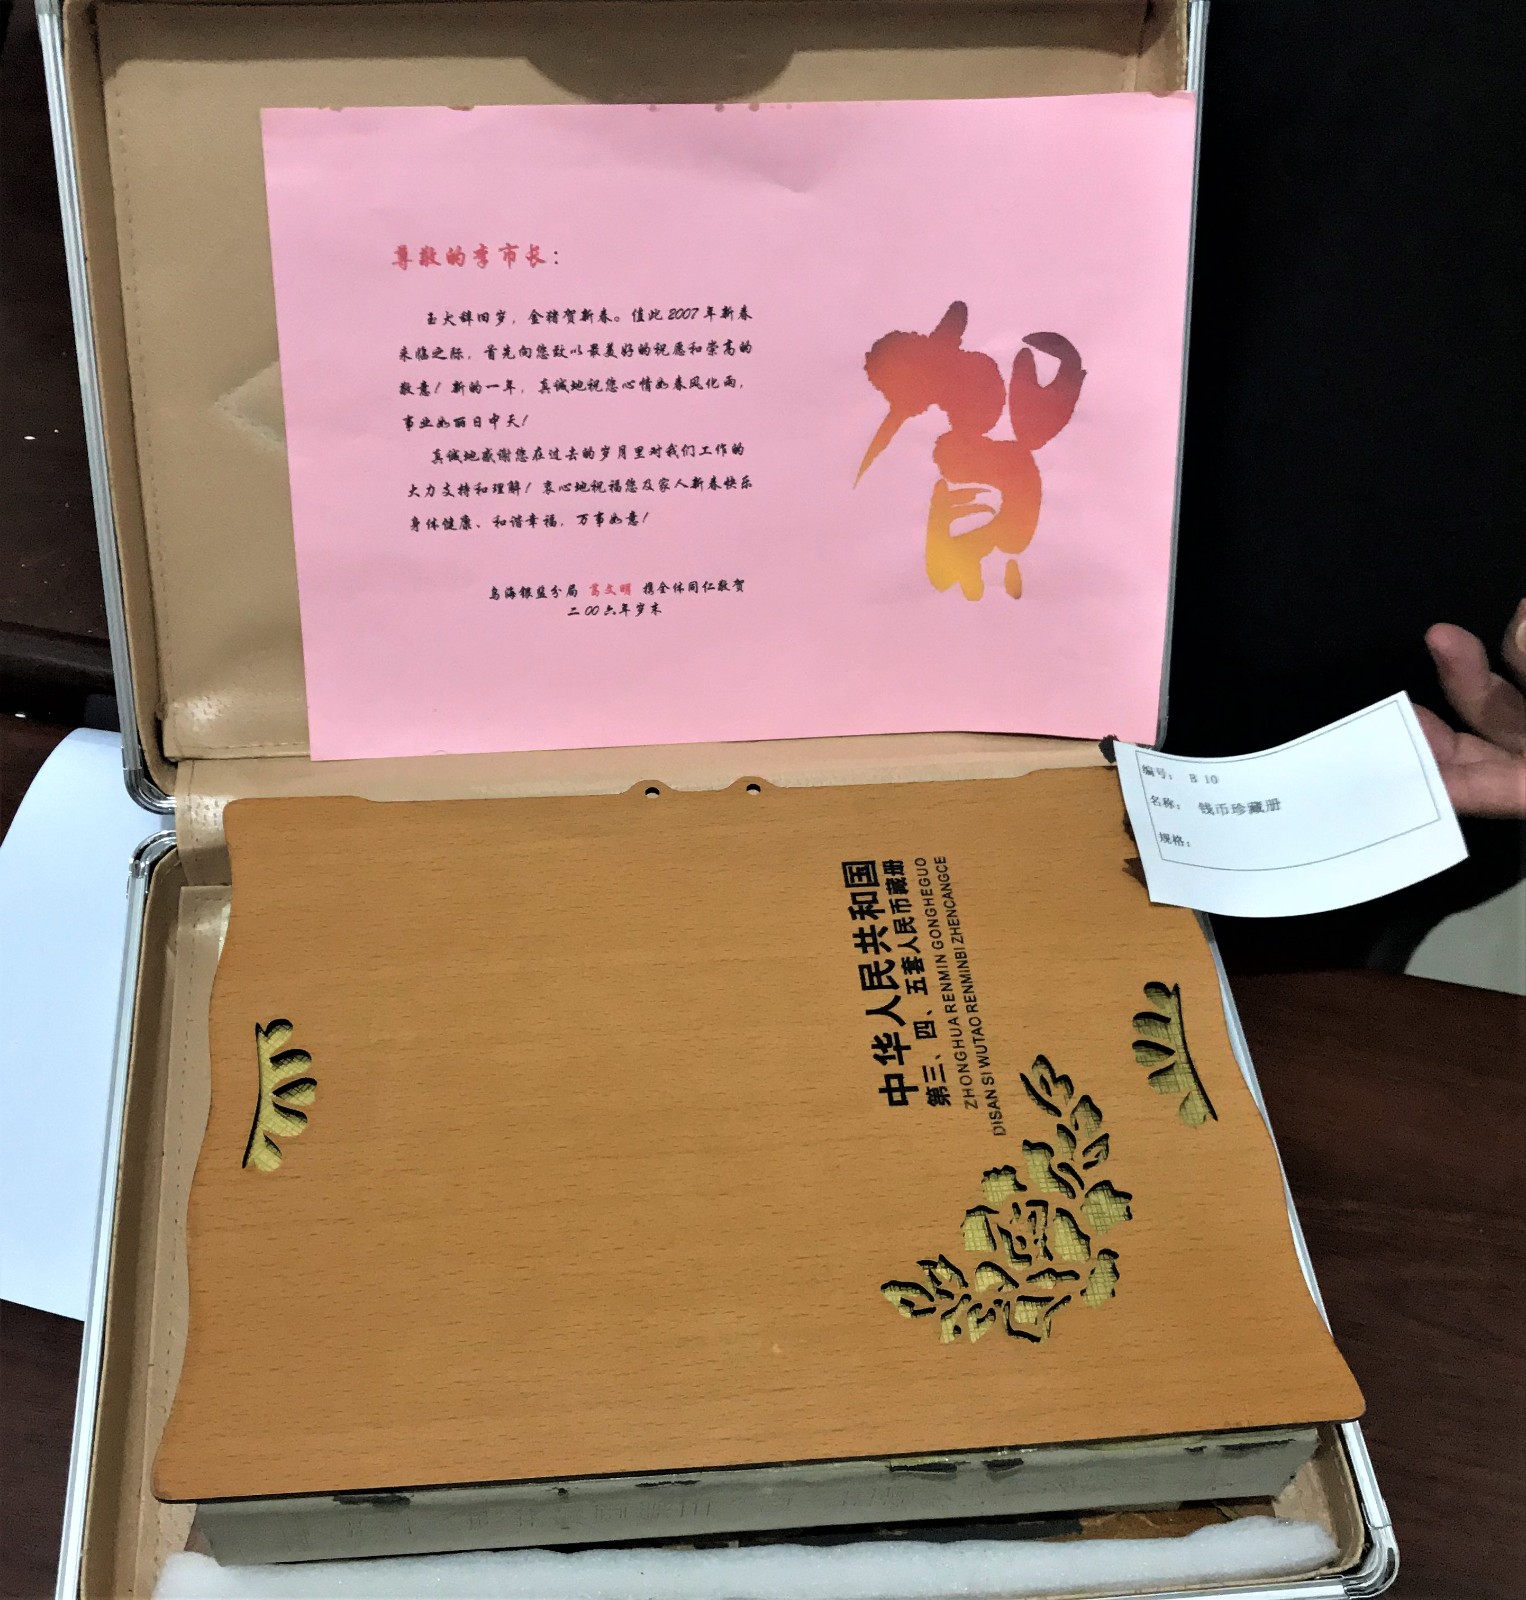 尊敬的李市长：
玉犬辞旧岁，金猪贺新春。值此2007年新春
来临之际，首先向您致以最美好的祝愿和崇高的
敬意！新的一年，真诚地祝您心情如春风化雨，
事业如丽日中天！
真诚地感谢您在过去的岁月里对我们工作的
大力支持和理解！衷心地祝福您及家人新春快乐
身体健康、和谐幸福，万事如意！
乌海银监分局 葛文明 携全体同仁敬贺
二00六年岁末
賀
编号： B 10
名称： 钱币珍藏册
规格：
中华人民共和国
第三、四、五套人民币藏册
ZHONGHUA RENMIN GONGHEGUO
DISAN SI WUTAO RENMINBI ZHENCANGCE